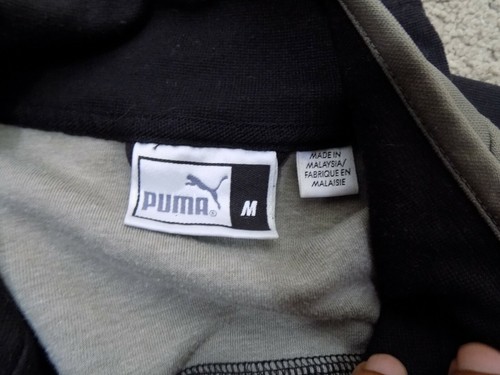 PUMA®
M
MADE IN
MALAYSIA/
FABRIQUE EN
MALAISIE